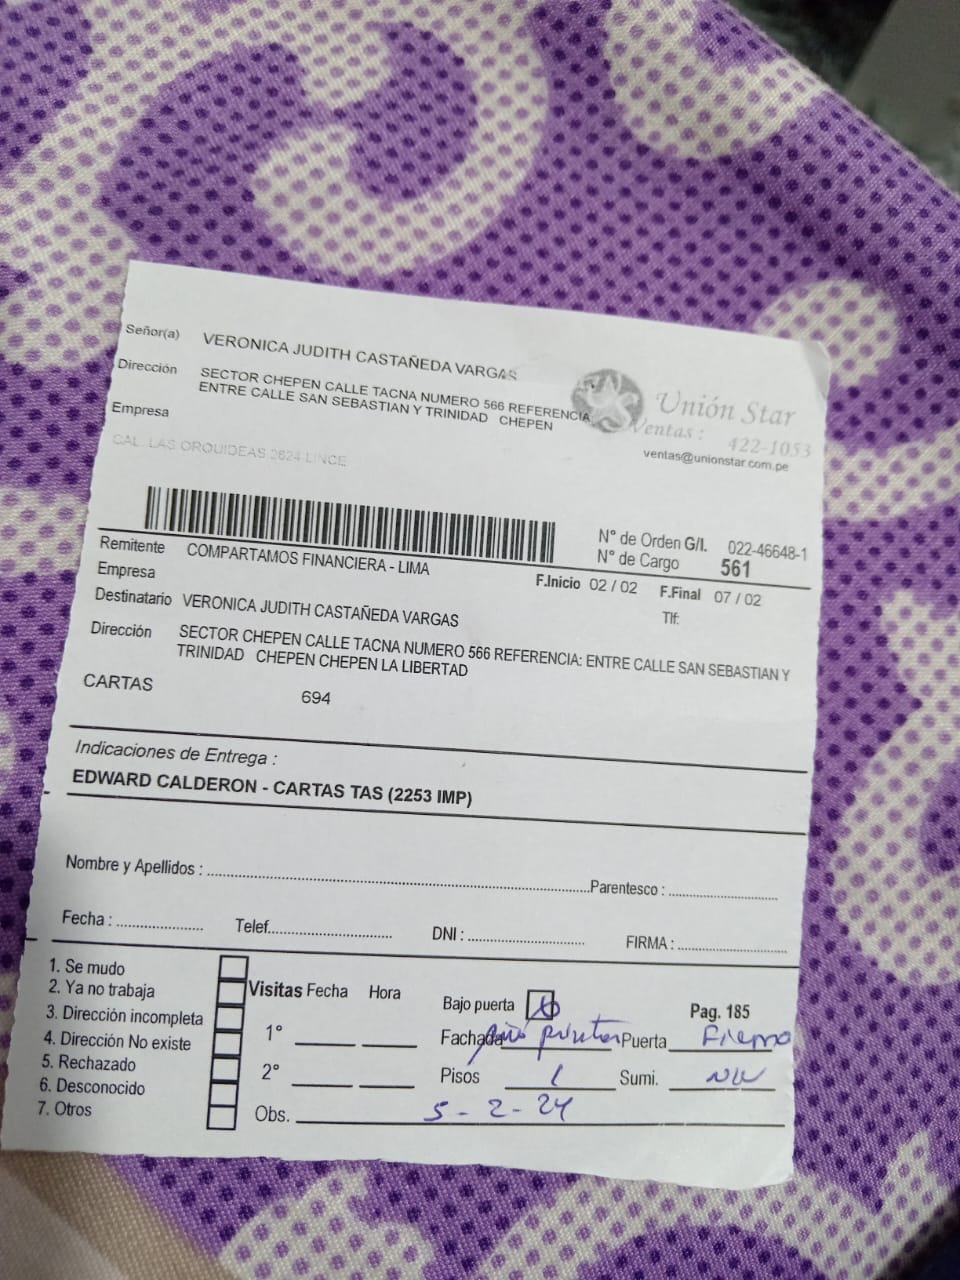 Señor(a) VERONICA JUDITH CASTAÑEDA VARGAS
Dirección SECTOR CHEPEN CALLE TACNA NUMERO 566 REFERENCIA
ENTRE CALLE SAN SEBASTIAN Y TRINIDAD CHEPEN
Empresa
CAL. LAS ORQUIDEAS 2624 LINCE
Unión Star
Ventas : 422-1053
ventas@unionstar.com.pe
N° de Orden G/I. 022-46648-1
N° de Cargo 561
Remitente COMPARTAMOS FINANCIERA - LIMA
F.Inicio 02 / 02 F.Final 07 / 02
Empresa
Tlf:
Destinatario VERONICA JUDITH CASTAÑEDA VARGAS
Dirección SECTOR CHEPEN CALLE TACNA NUMERO 566 REFERENCIA: ENTRE CALLE SAN SEBASTIAN Y
TRINIDAD CHEPEN CHEPEN LA LIBERTAD
CARTAS 694
Indicaciones de Entrega :
EDWARD CALDERON - CARTAS TAS (2253 IMP)
Nombre y Apellidos : Parentesco :
Fecha : Telef. DNI : FIRMA :
1. Se mudo
2. Ya no trabaja
3. Dirección incompleta
4. Dirección No existe
5. Rechazado
6. Desconocido
7. Otros
Visitas Fecha Hora
1°
2°
Obs. 5-2-24
Bajo puerta Pag. 185
Fachada Puerta Fierro
Pisos 1 Sumi.